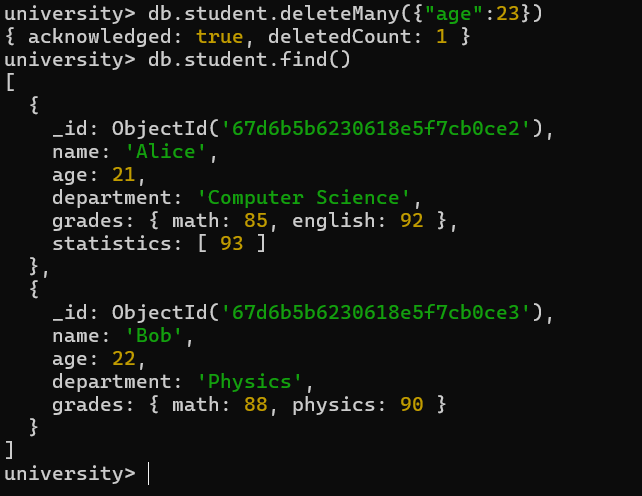 university> db.student.deleteMany({"age":23})
{ acknowledged: true, deletedCount: 1 }
university> db.student.find()
[
  {
    _id: ObjectId('67d6b5b6230618e5f7cb0ce2'),
    name: 'Alice',
    age: 21,
    department: 'Computer Science',
    grades: { math: 85, english: 92 },
    statistics: [ 93 ]
  },
  {
    _id: ObjectId('67d6b5b6230618e5f7cb0ce3'),
    name: 'Bob',
    age: 22,
    department: 'Physics',
    grades: { math: 88, physics: 90 }
  }
]
university>